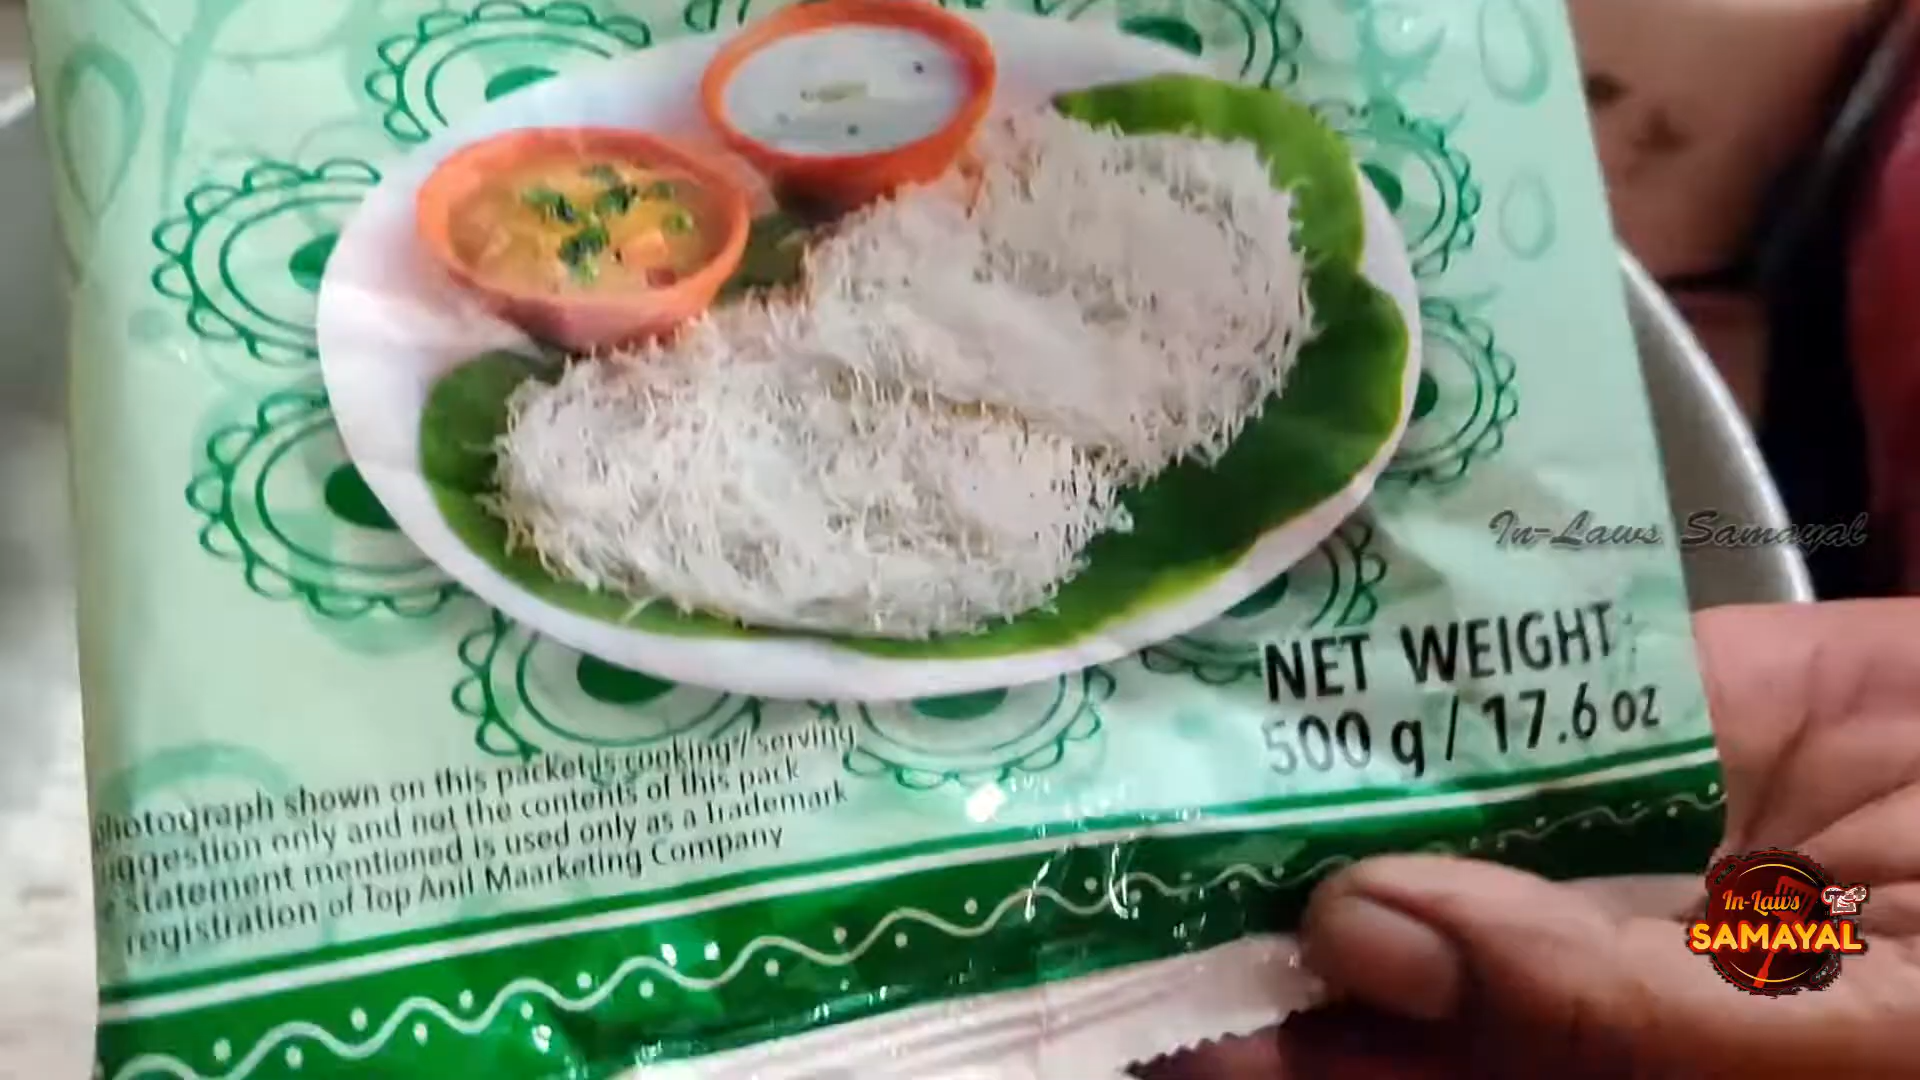 In-Laws Samayal
NET WEIGHT:
500 g / 17.6 oz
photograph shown on this packet is cooking / serving
suggestion only and not the contents of this pack
statement mentioned is used only as a trademark
registration of Top Anil Maarketing Company
In-Laws
SAMAYAL